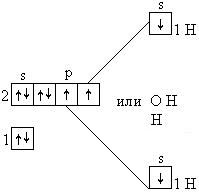 s
↓ 1 H
s p
2 ↑↓ ↑↓ ↑ ↑ или О Н
Н
1 ↑↓
s
↓ 1 H